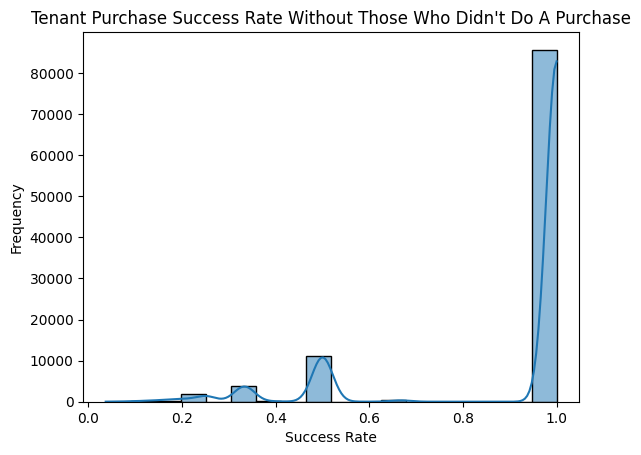 Tenant Purchase Success Rate Without Those Who Didn't Do A Purchase
80000
70000
60000
50000
40000
30000
20000
10000
0
Frequency
0.0 0.2 0.4 0.6 0.8 1.0
Success Rate